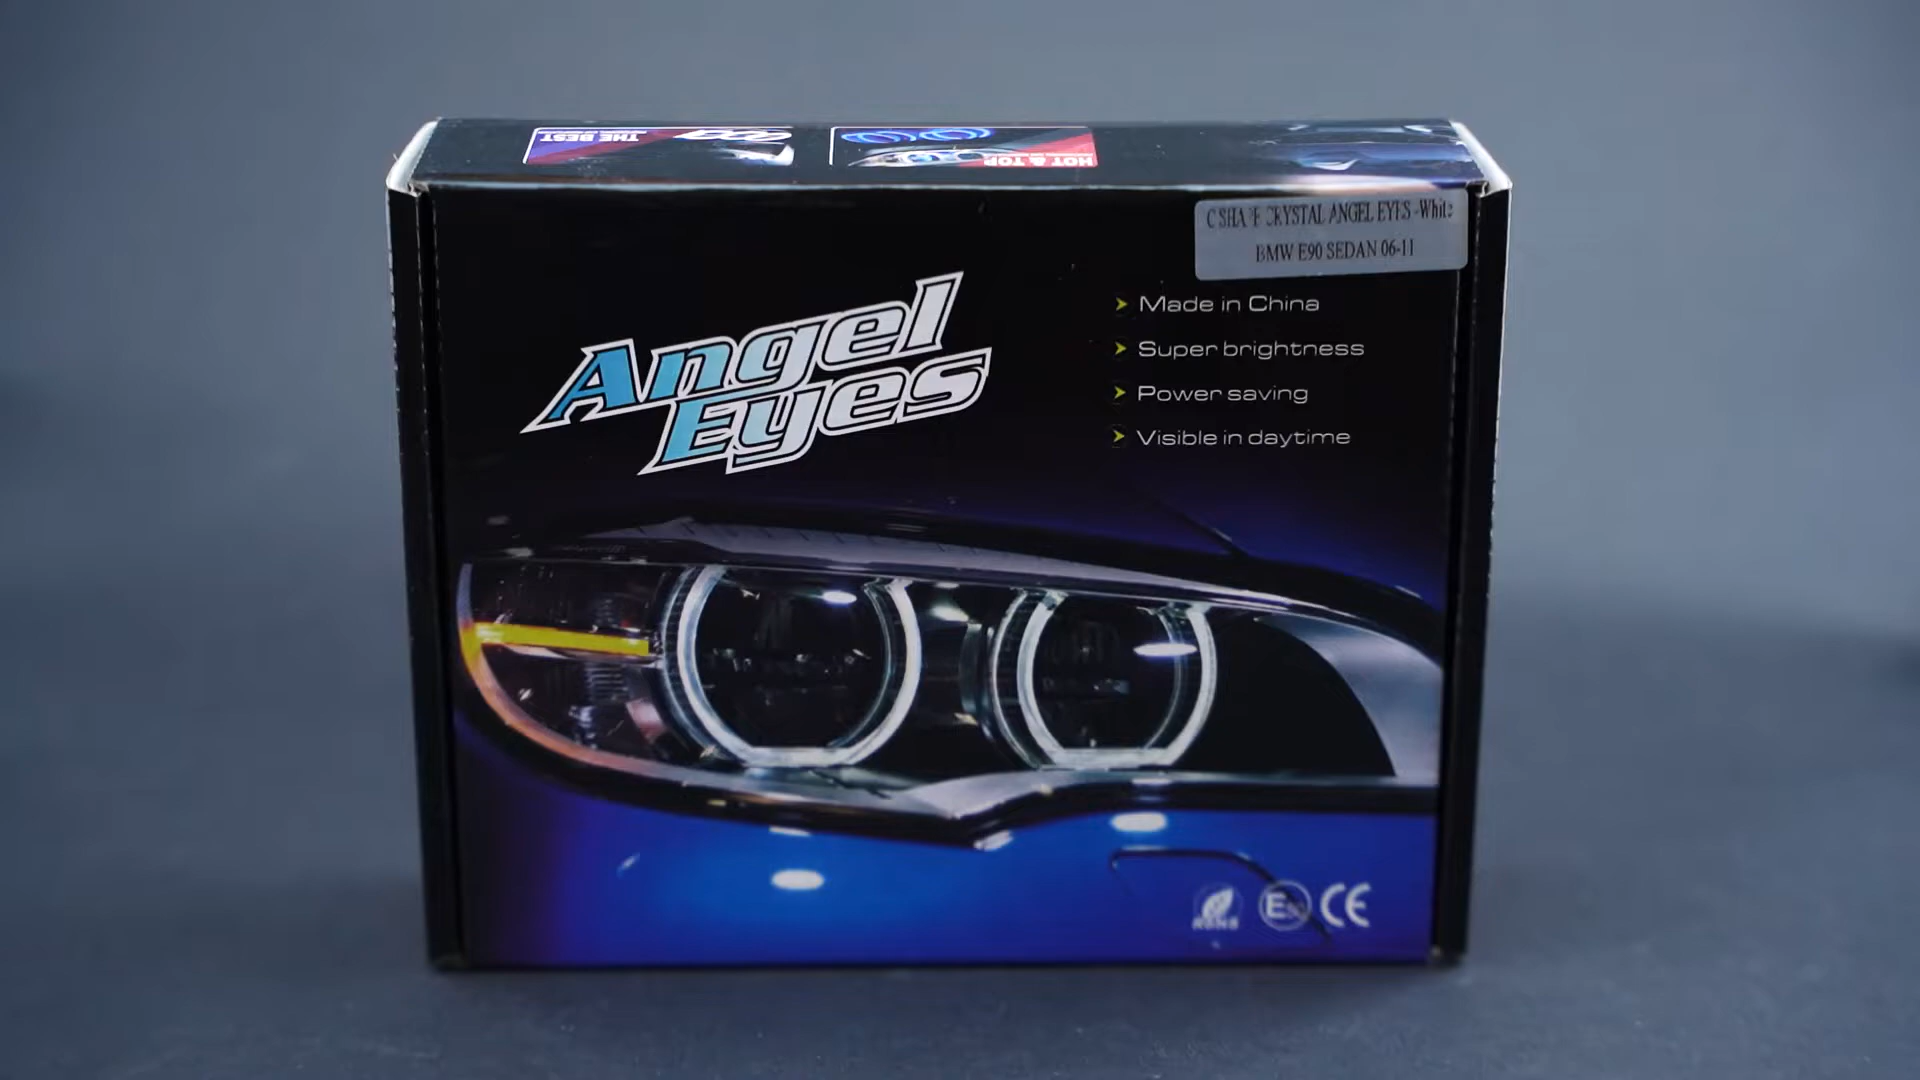 THE BEST
HOT & TOP
C SHAPE CRYSTAL ANGEL EYES -White
BMW E90 SEDAN 06-11
Angel
Eyes
Made in China
Super brightness
Power saving
Visible in daytime
RoHS
E
CE